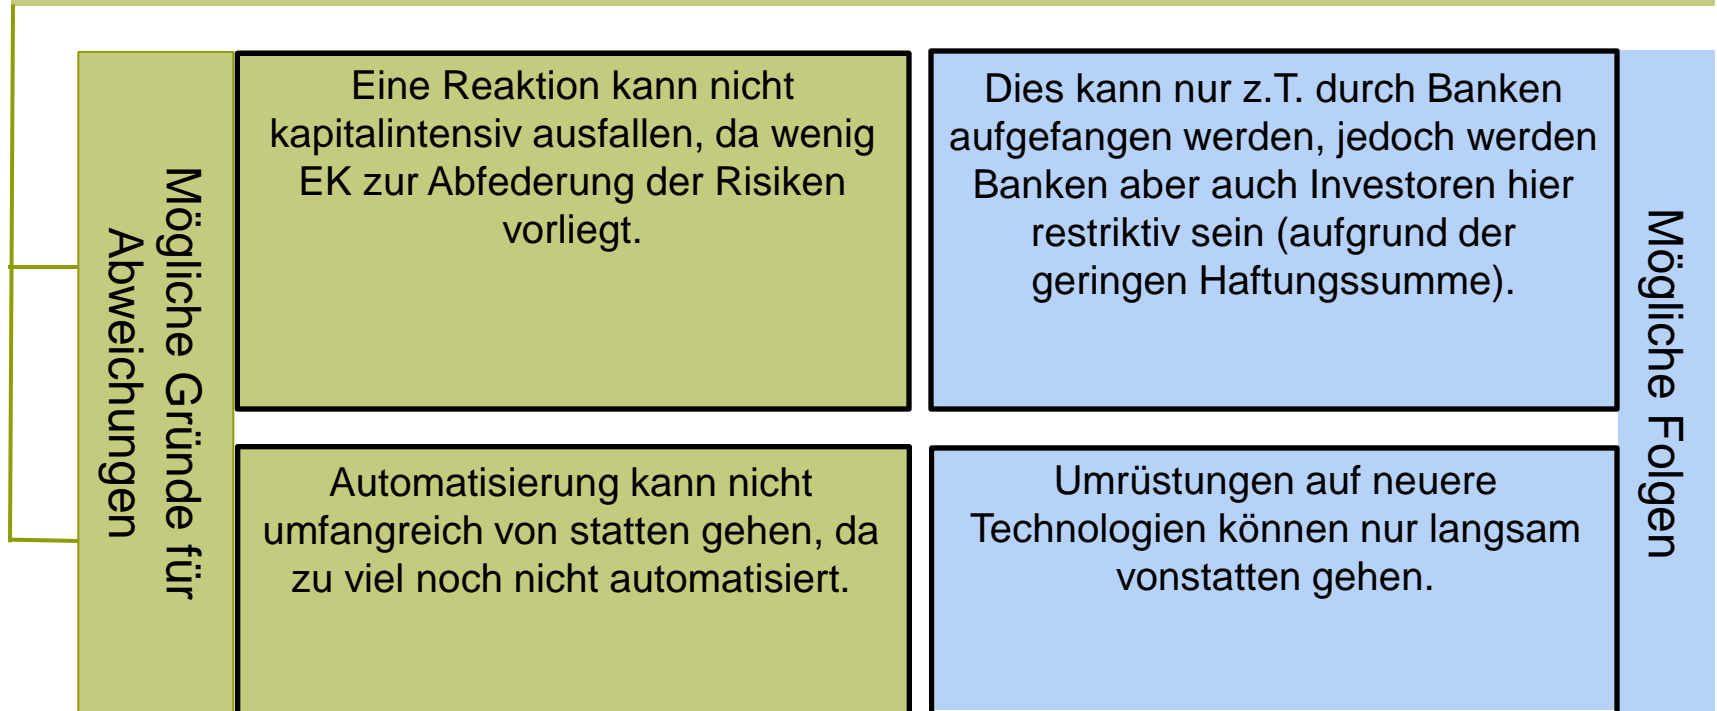 Mögliche Gründe für
Abweichungen
Eine Reaktion kann nicht
kapitalintensiv ausfallen, da wenig
EK zur Abfederung der Risiken
vorliegt.
Dies kann nur z.T. durch Banken
aufgefangen werden, jedoch werden
Banken aber auch Investoren hier
restriktiv sein (aufgrund der
geringen Haftungssumme).
Automatisierung kann nicht
umfangreich von statten gehen, da
zu viel noch nicht automatisiert.
Umrüstungen auf neuere
Technologien können nur langsam
vonstatten gehen.
Mögliche Folgen